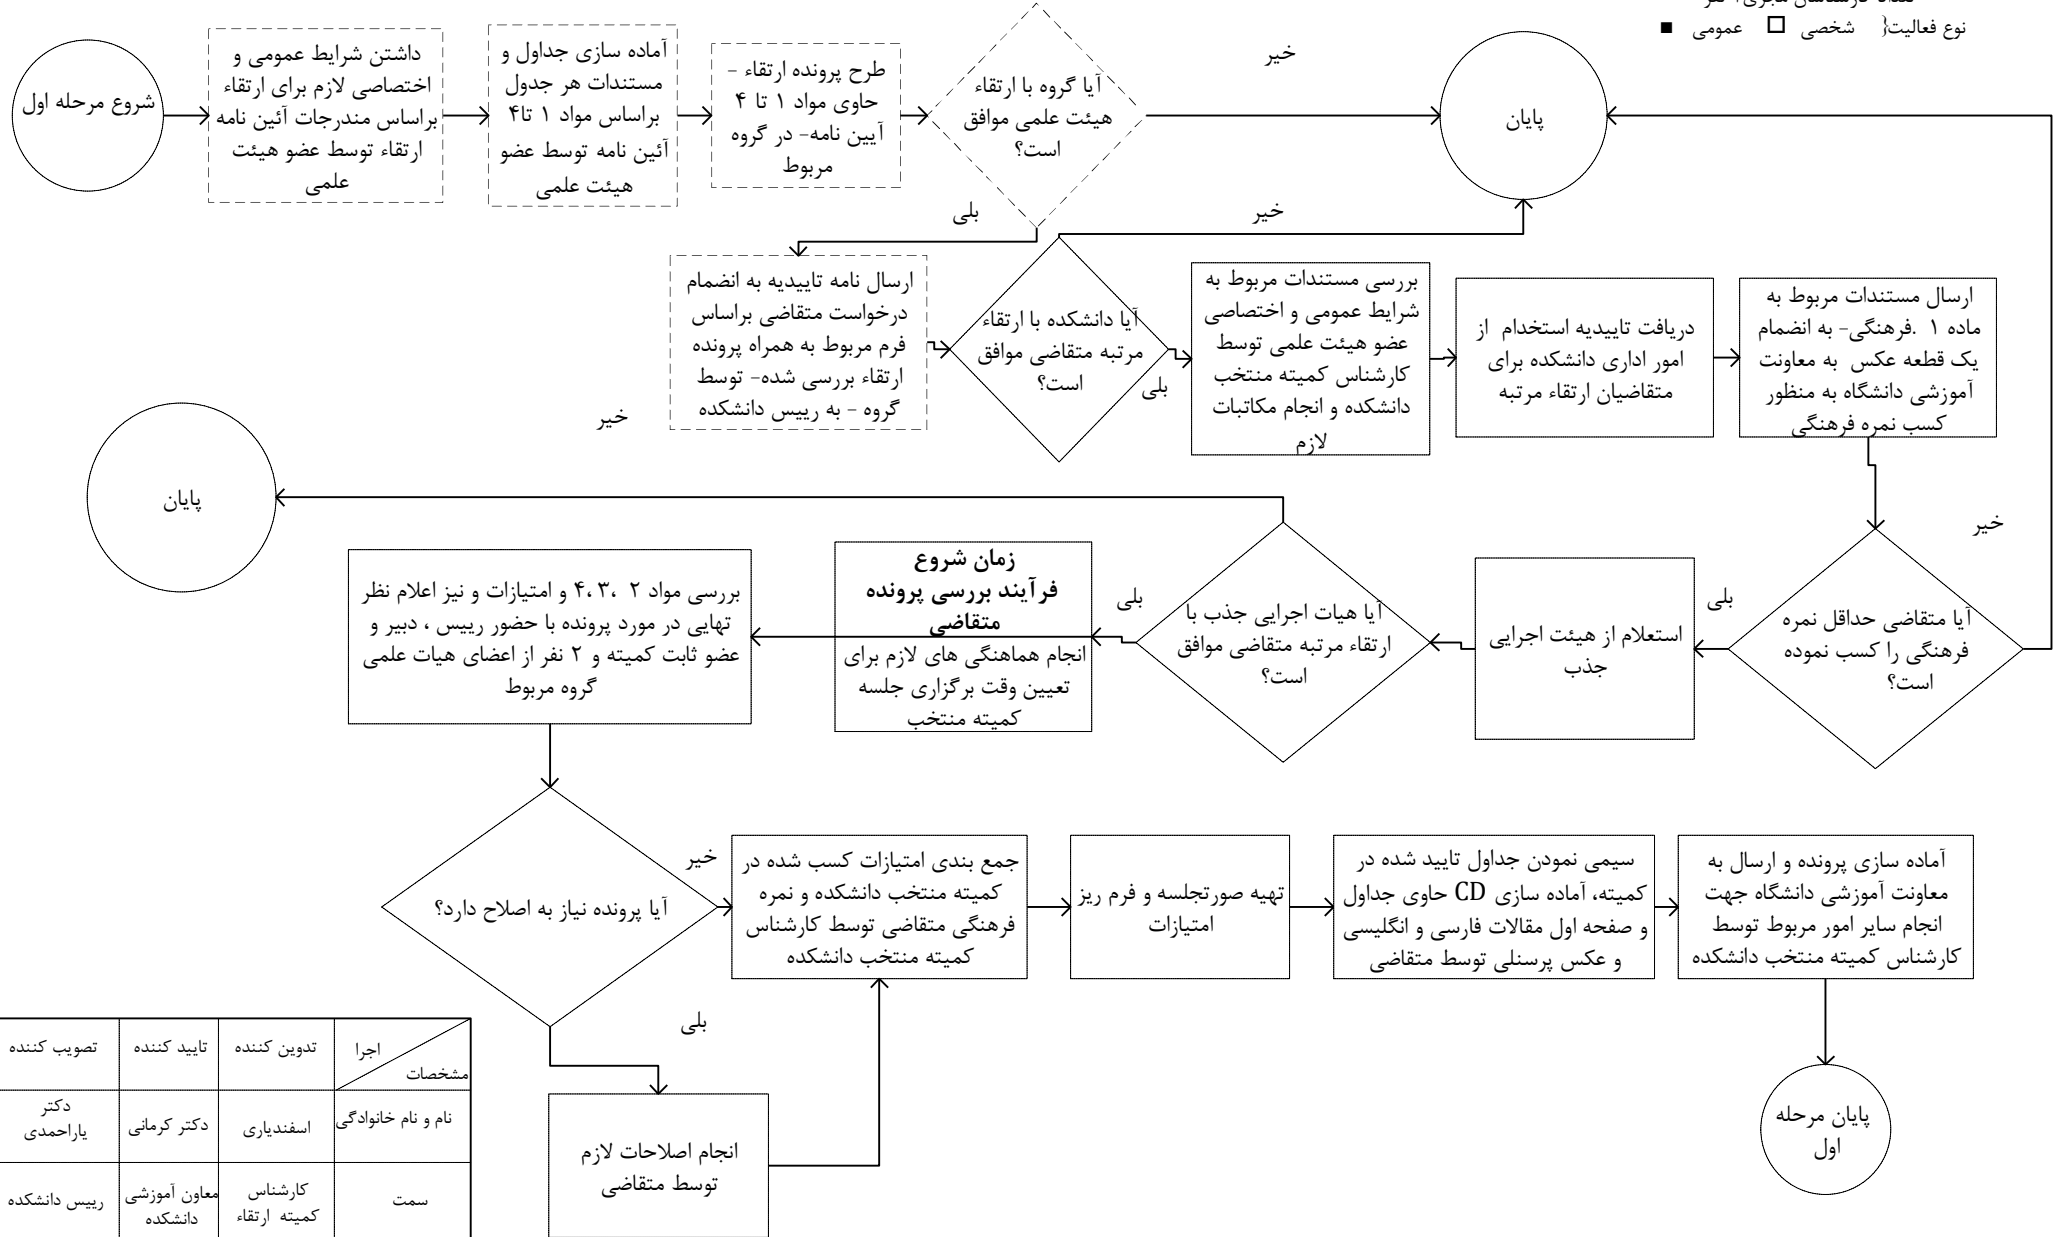 نوع فعالیت{ شخصی □ عمومی ■
شروع مرحله اول
داشتن شرایط عمومی و
اختصاصی لازم برای ارتقاء
براساس مندرجات آئین نامه
ارتقاء توسط عضو هیئت
علمی
آماده سازی جداول و
مستندات هر جدول
براساس مواد ۱ تا۴
آئین نامه توسط عضو
هیئت علمی
طرح پرونده ارتقاء -
حاوی مواد ۱ تا ۴
آیین نامه- در گروه
مربوط
آیا گروه با ارتقاء
هیئت علمی موافق
است؟
خیر
پایان
بلی
خیر
ارسال نامه تاییدیه به انضمام
درخواست متقاضی براساس
فرم مربوط به همراه پرونده
ارتقاء بررسی شده- توسط
گروه - به رییس دانشکده
آیا دانشکده با ارتقاء
مرتبه متقاضی موافق
است؟
بلی
بررسی مستندات مربوط به
شرایط عمومی و اختصاصی
عضو هیئت علمی توسط
کارشناس کمیته منتخب
دانشکده و انجام مکاتبات
لازم
دریافت تاییدیه استخدام از
امور اداری دانشکده برای
متقاضیان ارتقاء مرتبه
ارسال مستندات مربوط به
ماده ۱ .فرهنگی- به انضمام
یک قطعه عکس به معاونت
آموزشی دانشگاه به منظور
کسب نمره فرهنگی
خیر
آیا متقاضی حداقل نمره
فرهنگی را کسب نموده
است؟
بلی
استعلام از هیئت اجرایی
جذب
آیا هیات اجرایی جذب با
ارتقاء مرتبه متقاضی موافق
است؟
خیر
پایان
بلی
زمان شروع
فرآیند بررسی پرونده
متقاضی
انجام هماهنگی های لازم برای
تعیین وقت برگزاری جلسه
کمیته منتخب
بررسی مواد ۲ ،۳،۴ و امتیازات و نیز اعلام نظر
تهایی در مورد پرونده با حضور رییس ، دبیر و
عضو ثابت کمیته و ۲ نفر از اعضای هیات علمی
گروه مربوط
آیا پرونده نیاز به اصلاح دارد؟
خیر
بلی
انجام اصلاحات لازم
توسط متقاضی
جمع بندی امتیازات کسب شده در
کمیته منتخب دانشکده و نمره
فرهنگی متقاضی توسط کارشناس
کمیته منتخب دانشکده
تهیه صورتجلسه و فرم ریز
امتیازات
سیمی نمودن جداول تایید شده در
کمیته، آماده سازی CD حاوی جداول
و صفحه اول مقالات فارسی و انگلیسی
و عکس پرسنلی توسط متقاضی
آماده سازی پرونده و ارسال به
معاونت آموزشی دانشگاه جهت
انجام سایر امور مربوط توسط
کارشناس کمیته منتخب دانشکده
پایان مرحله
اول
اجرا
مشخصات
تدوین کننده
تایید کننده
تصویب کننده
نام و نام خانوادگی
اسفندیاری
دکتر کرمانی
دکتر
یاراحمدی
سمت
کارشناس
کمیته ارتقاء
معاون آموزشی
دانشکده
رییس دانشکده